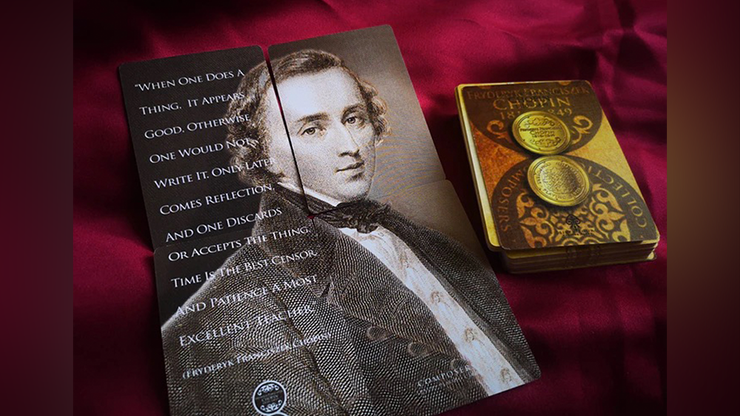 "When One Does A
Thing, It Appears
Good, Otherwise
One Would Not
Write It. Only Later
Comes Reflection,
And One Discards
Or Accepts The Thing.
Time Is The Best Censor,
And Patience A Most
Excellent Teacher."
(Fryderyk Franciszek Chopin)
Fryderyk Franciszek
Chopin